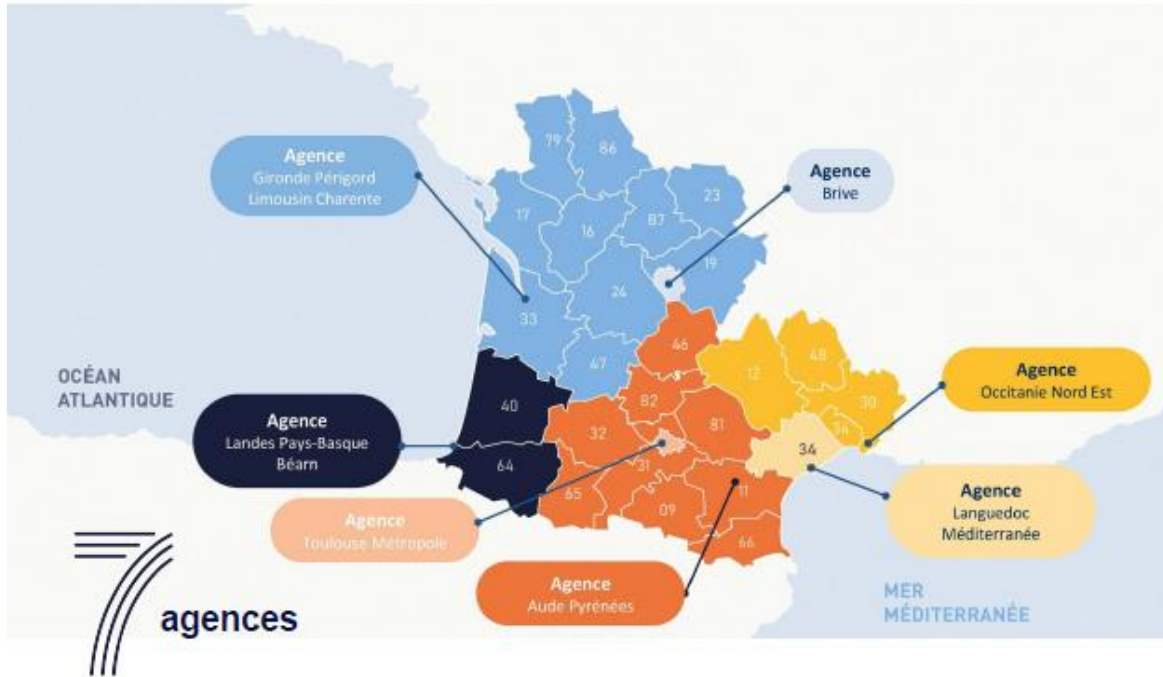 79
86
Agence
Gironde Périgord
Limousin Charente
Agence
Brive
23
17
16
87
19
24
33
46
47
12
48
OCÉAN
ATLANTIQUE
Agence
Occitanie Nord Est
40
82
30
34
Agence
Landes Pays-Basque
Béarn
32
81
34
64
31
65
11
09
66
Agence
Languedoc
Méditerranée
Agence
Toulouse Métropole
Agence
Aude Pyrénées
MER
MÉDITERRANÉE
7
agences